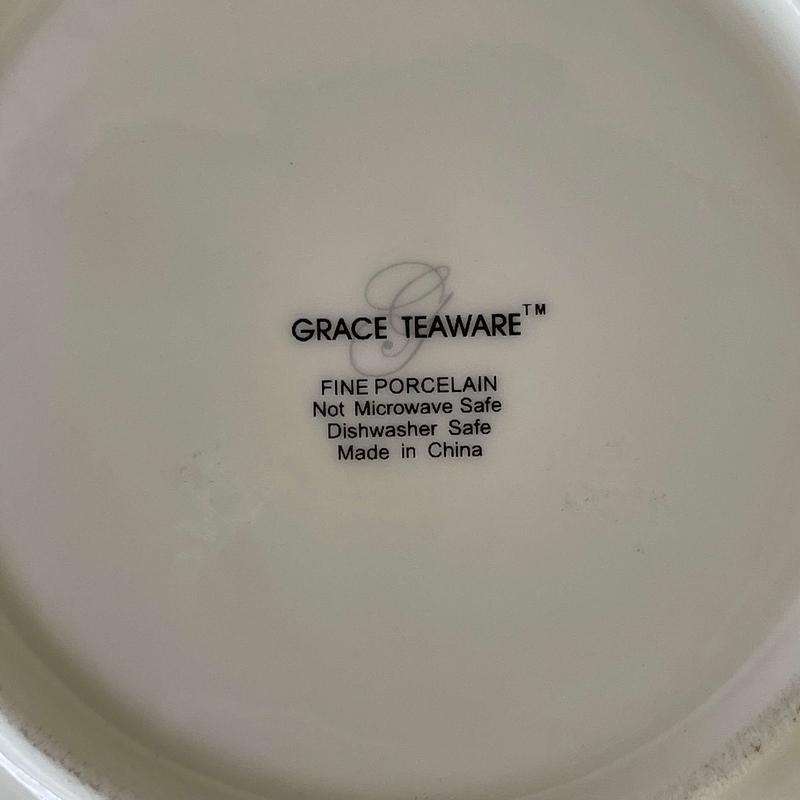 G
GRACE TEAWARE™
FINE PORCELAIN
Not Microwave Safe
Dishwasher Safe
Made in China